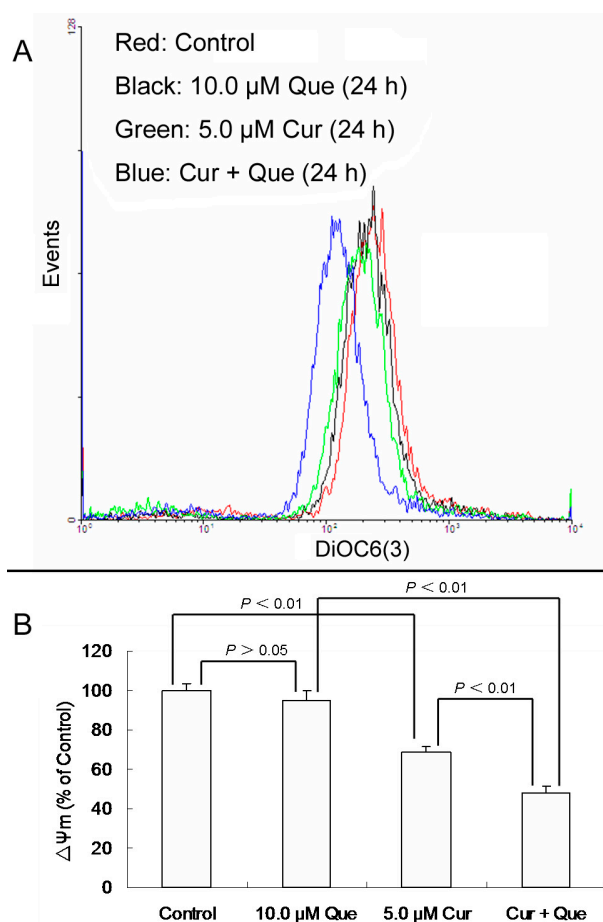 A
128
Red: Control
Black: 10.0 µM Que (24 h)
Green: 5.0 µM Cur (24 h)
Blue: Cur + Que (24 h)
Events
0
10⁰ 10¹ 10² 10³ 10⁴
DiOC6(3)
B
P < 0.01
P < 0.01
P > 0.05
P < 0.01
△Ψm (% of Control)
120
100
80
60
40
20
0
Control 10.0 µM Que 5.0 µM Cur Cur + Que